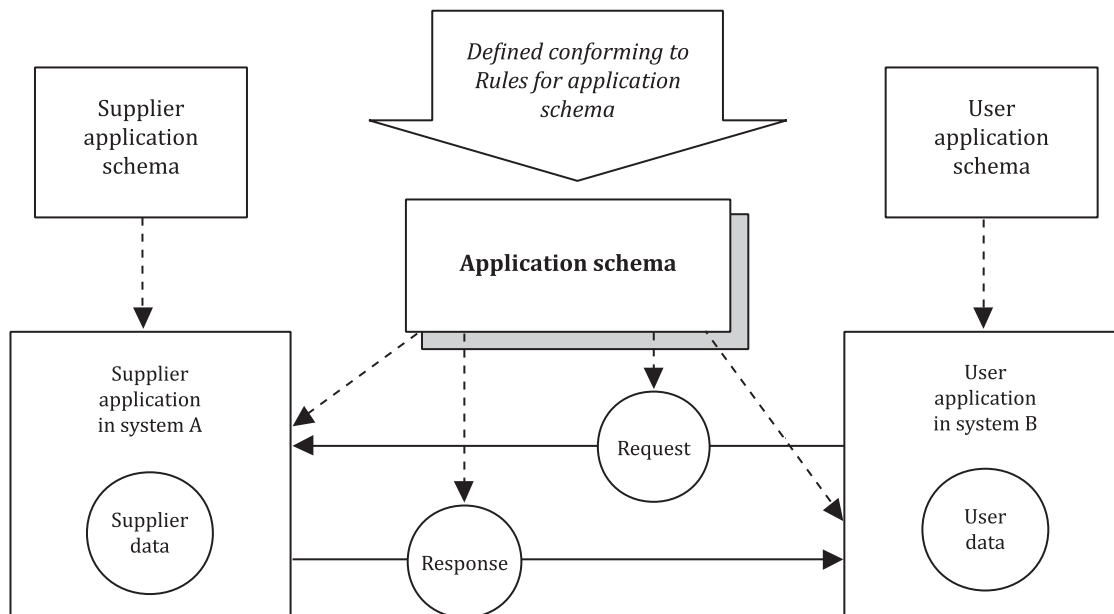 Defined conforming to
Rules for application
schema
Supplier
application
schema
User
application
schema
Application schema
Supplier
application
in system A
User
application
in system B
Request
Supplier
data
Response
User
data